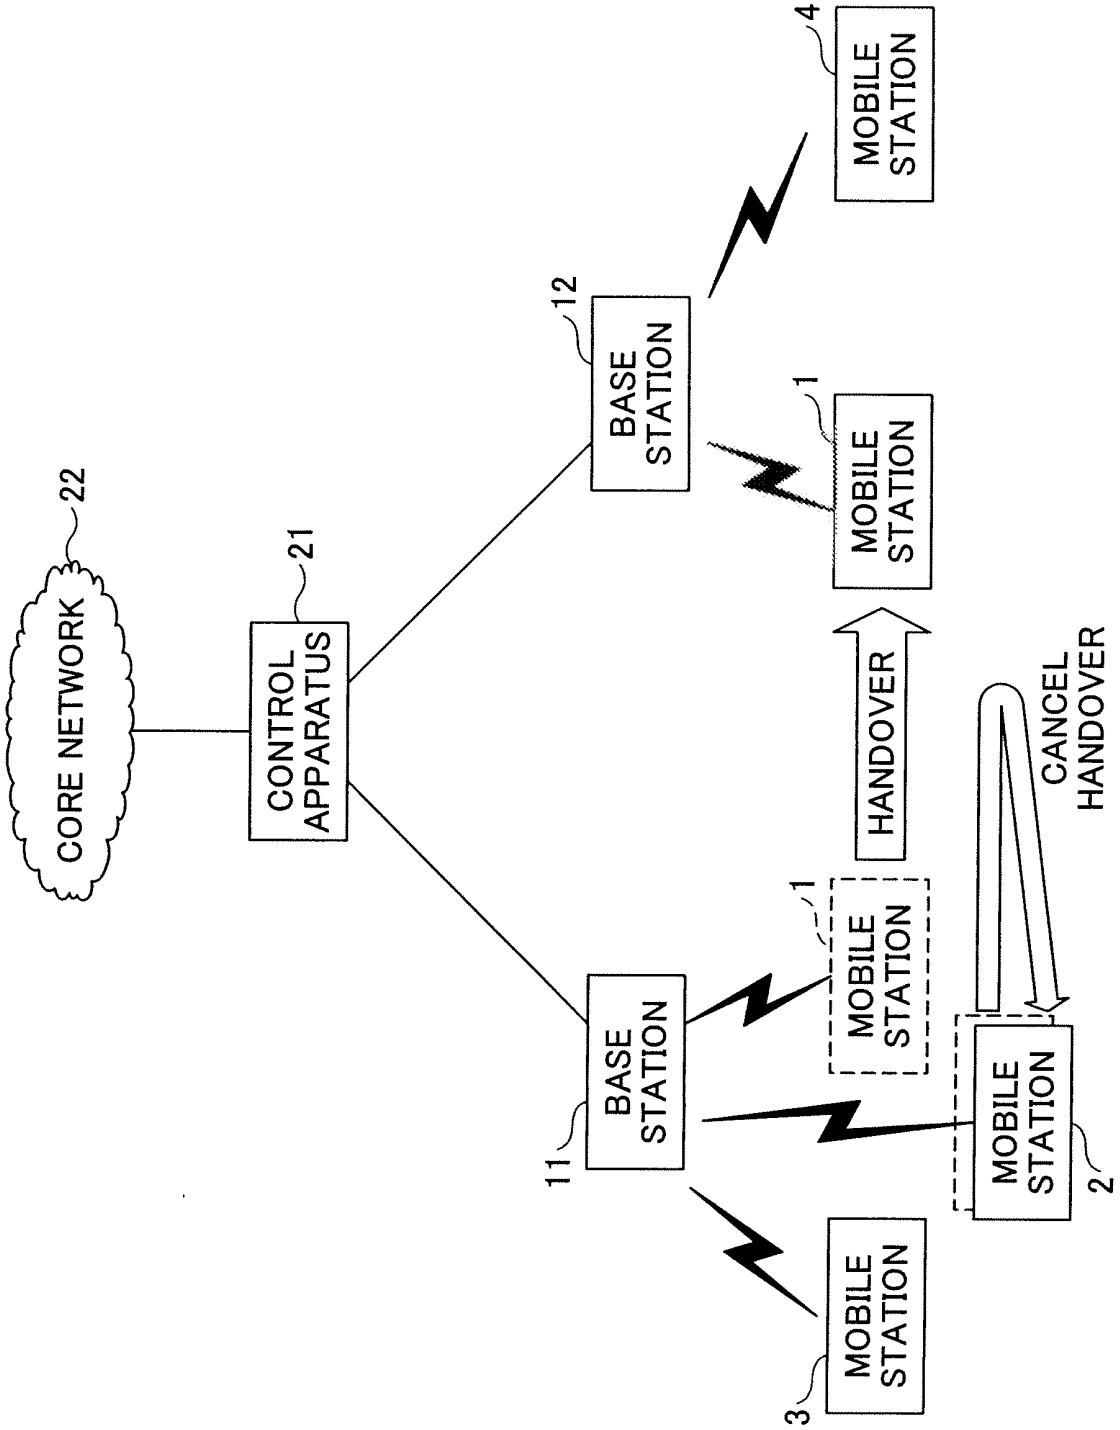 CORE NETWORK
22
CONTROL
APPARATUS
21
BASE
STATION
11
BASE
STATION
12
MOBILE
STATION
3
MOBILE
STATION
1
HANDOVER
MOBILE
STATION
1
MOBILE
STATION
4
MOBILE
STATION
2
CANCEL
HANDOVER